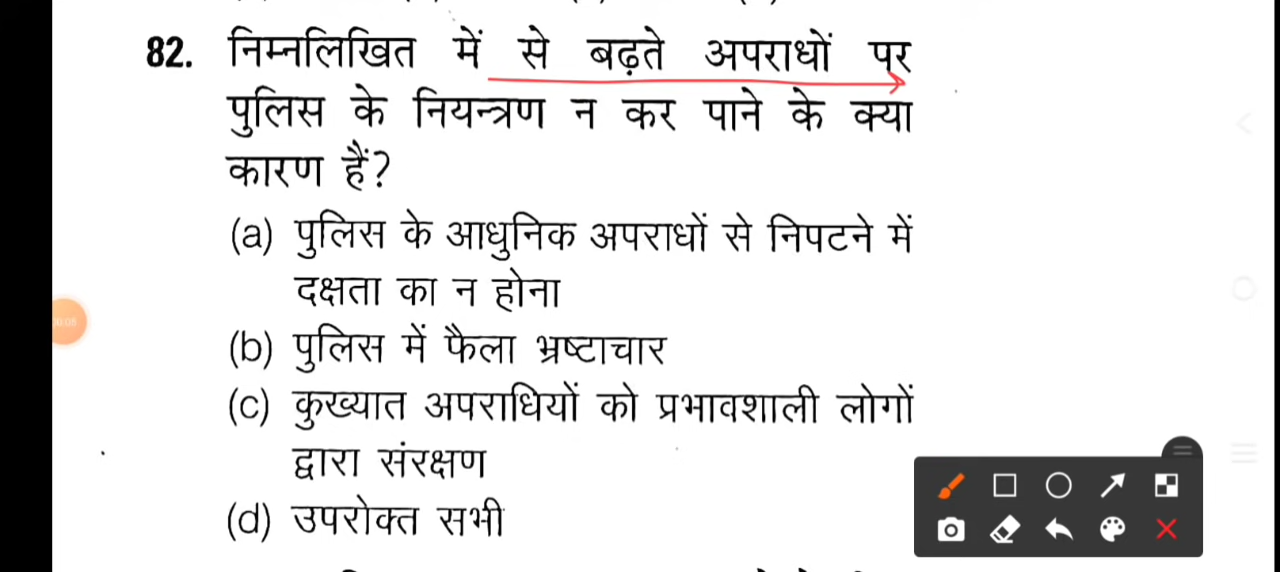 82. निम्नलिखित में से बढ़ते अपराधों पर
पुलिस के नियन्त्रण न कर पाने के क्या
कारण हैं?
(a) पुलिस के आधुनिक अपराधों से निपटने में
दक्षता का न होना
(b) पुलिस में फैला भ्रष्टाचार
(c) कुख्यात अपराधियों को प्रभावशाली लोगों
द्वारा संरक्षण
(d) उपरोक्त सभी